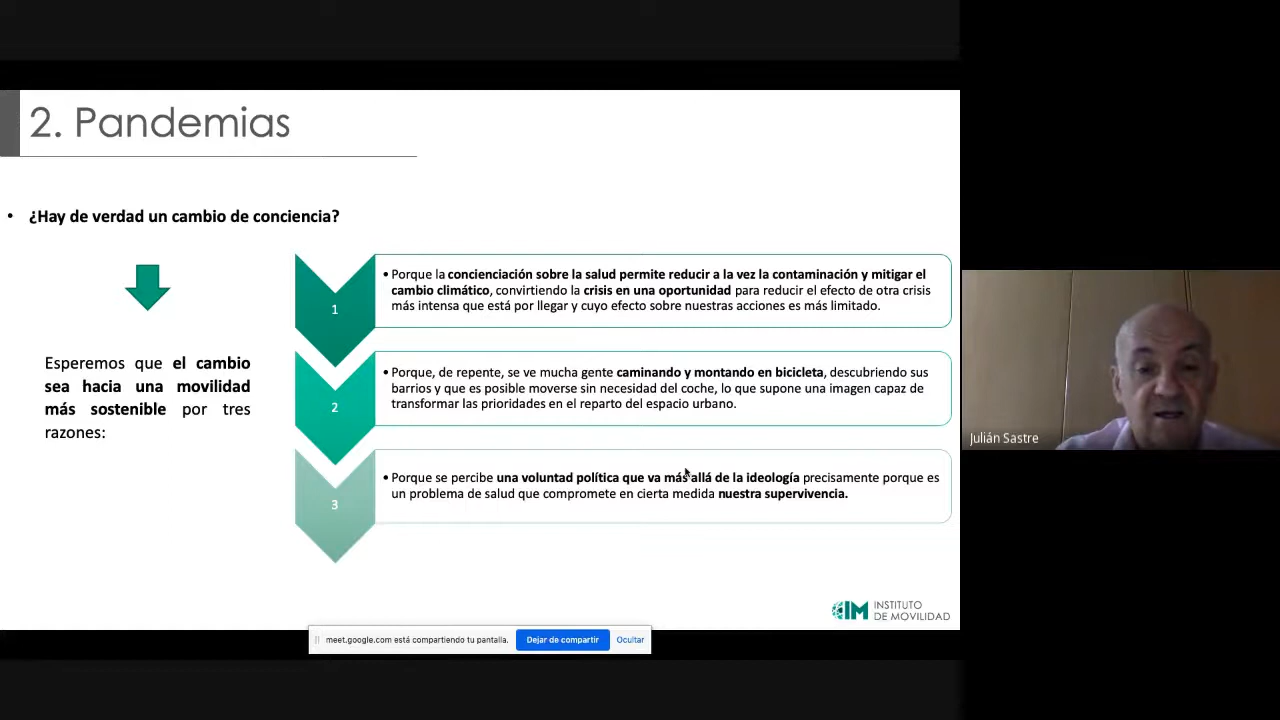 2. Pandemias
• ¿Hay de verdad un cambio de conciencia?
Esperemos que el cambio
sea hacia una movilidad
más sostenible por tres
razones:
1
• Porque la concienciación sobre la salud permite reducir a la vez la contaminación y mitigar el
cambio climático, convirtiendo la crisis en una oportunidad para reducir el efecto de otra crisis
más intensa que está por llegar y cuyo efecto sobre nuestras acciones es más limitado.
2
• Porque, de repente, se ve mucha gente caminando y montando en bicicleta, descubriendo sus
barrios y que es posible moverse sin necesidad del coche, lo que supone una imagen capaz de
transformar las prioridades en el reparto del espacio urbano.
3
• Porque se percibe una voluntad política que va más allá de la ideología precisamente porque es
un problema de salud que compromete en cierta medida nuestra supervivencia.
IM INSTITUTO
DE MOVILIDAD
meet.google.com está compartiendo tu pantalla. Dejar de compartir Ocultar
Julián Sastre